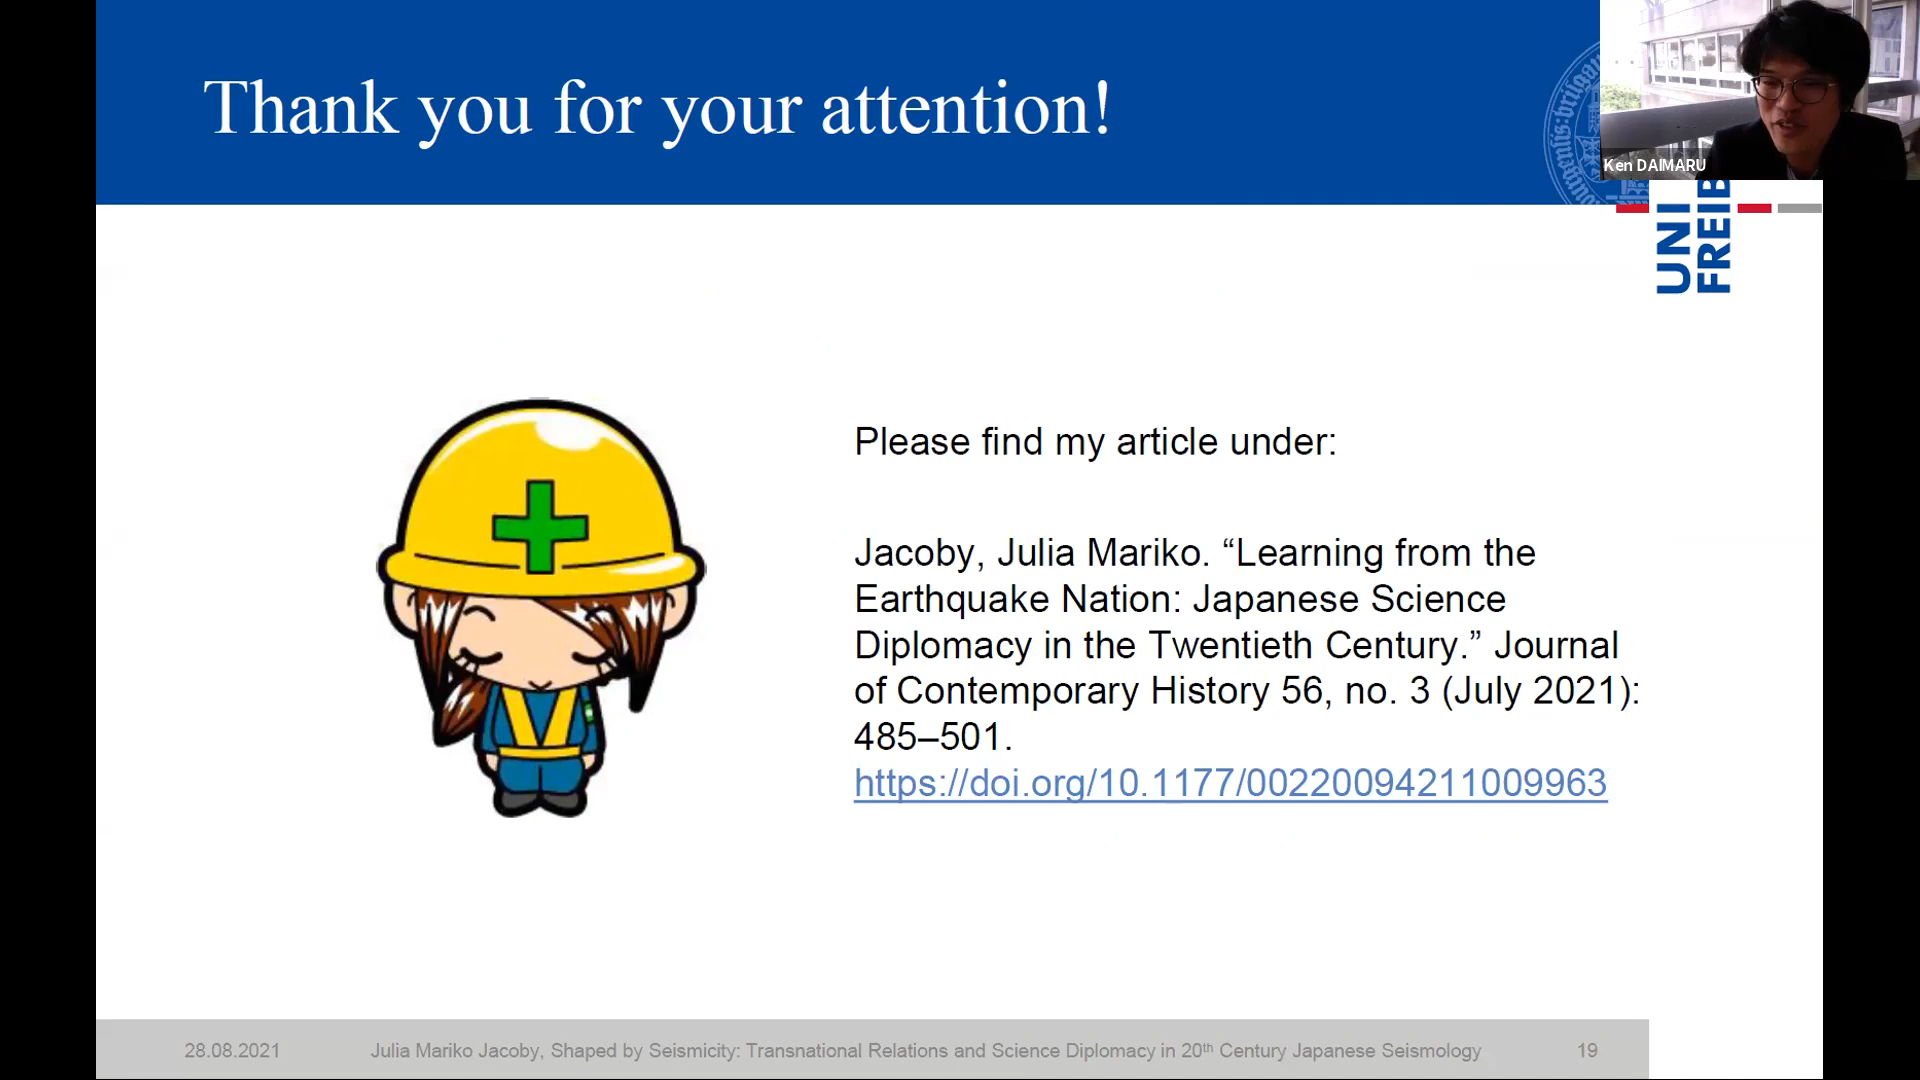 Thank you for your attention!
Ken DAIMARU
UNI
FREIB
Please find my article under:
Jacoby, Julia Mariko. “Learning from the
Earthquake Nation: Japanese Science
Diplomacy in the Twentieth Century.” Journal
of Contemporary History 56, no. 3 (July 2021):
485–501.
https://doi.org/10.1177/00220094211009963
28.08.2021
Julia Mariko Jacoby, Shaped by Seismicity: Transnational Relations and Science Diplomacy in 20th Century Japanese Seismology
19